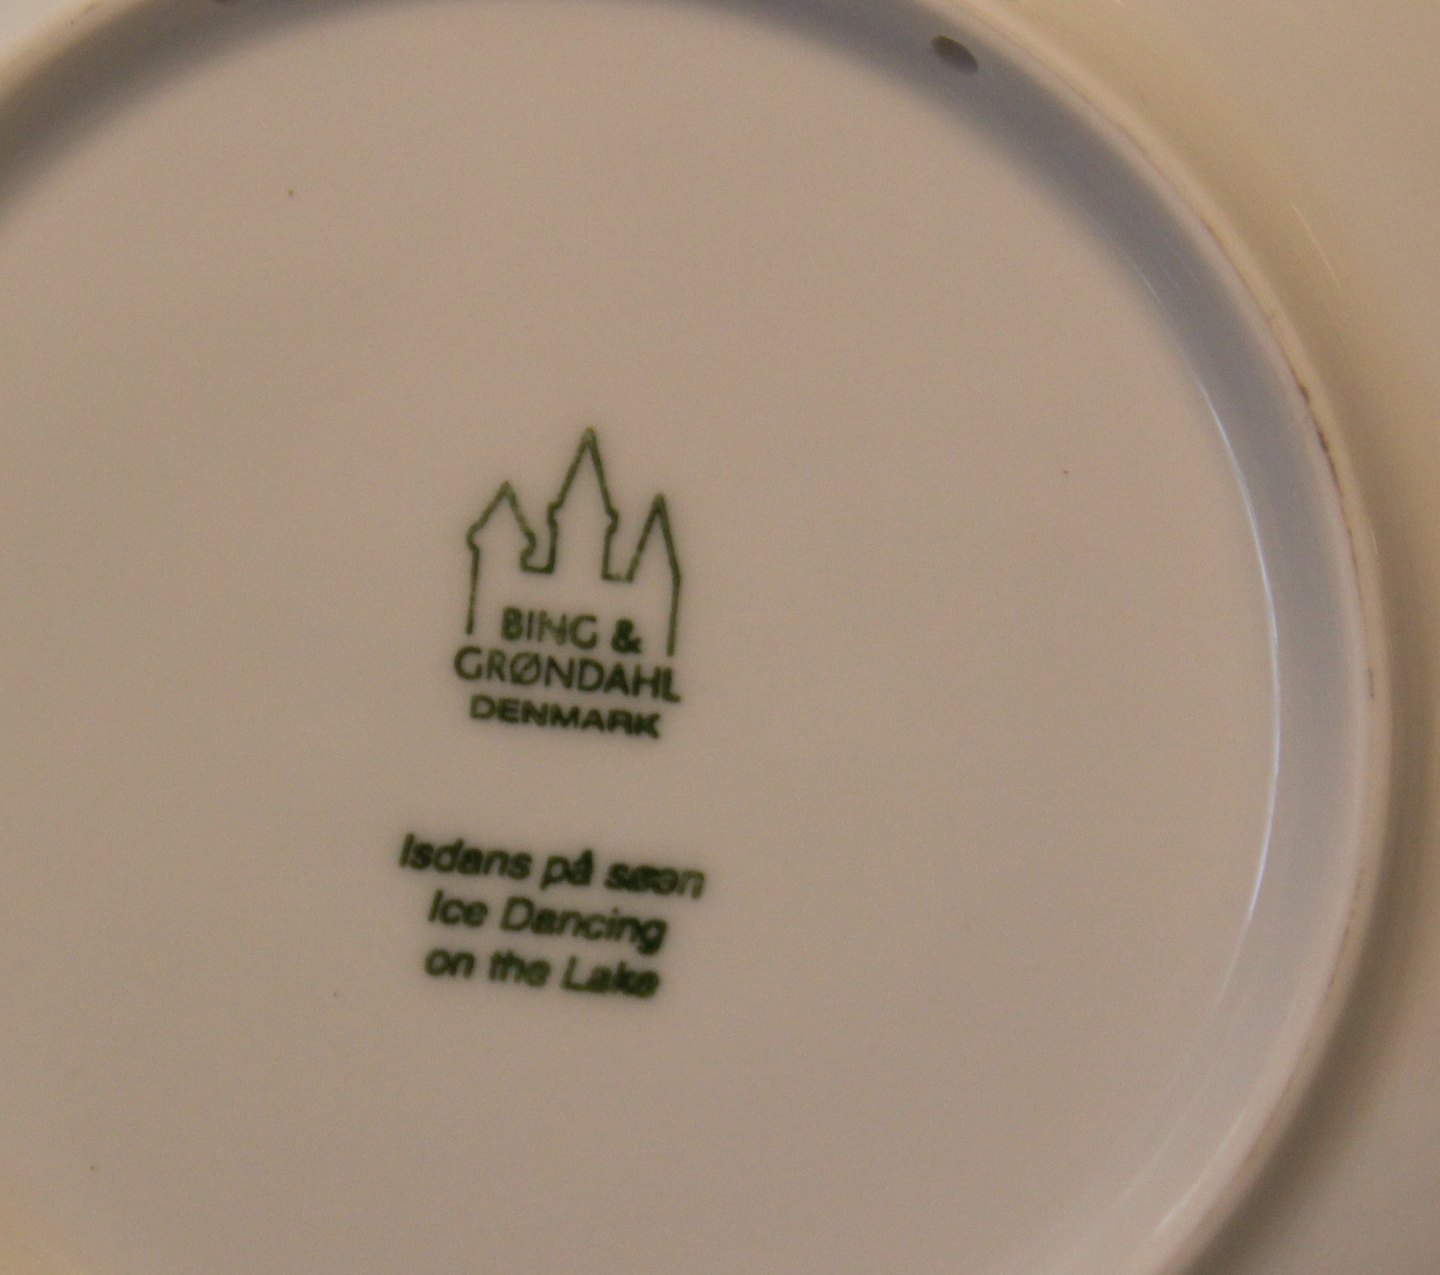 BING &
GRØNDAHL
DENMARK
Isdans på søen
Ice Dancing
on the Lake